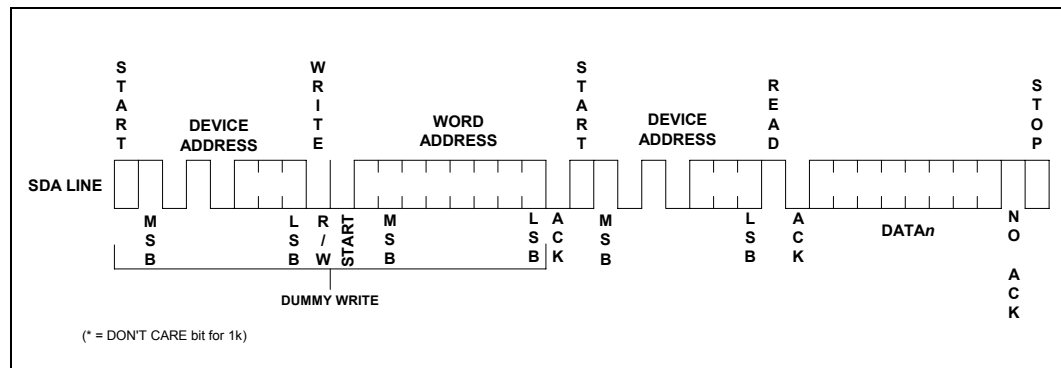 START
WRITE
START
READ
STOP
DEVICE
ADDRESS
WORD
ADDRESS
DEVICE
ADDRESS
SDA LINE
MSB
LSB
R/W
START
MSB
LSB
ACK
MSB
LSB
ACK
DATAn
NO ACK
DUMMY WRITE
(* = DON'T CARE bit for 1k)